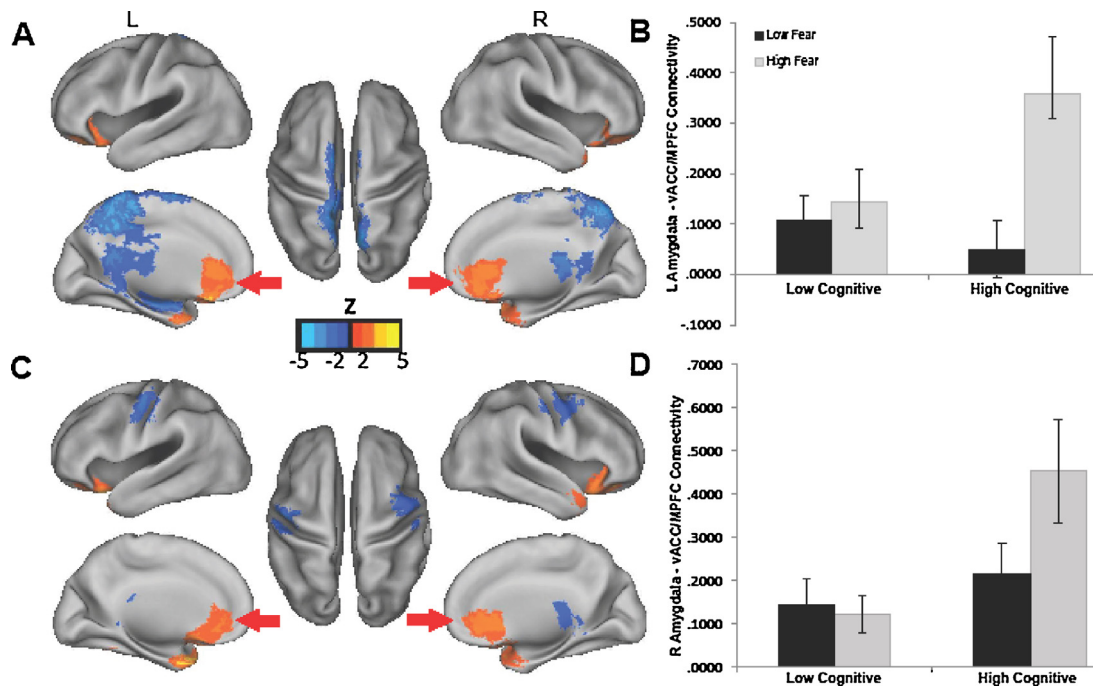 A
L
R
Z
-5 -2 2 5
B
L Amygdala - vACC/MPFC Connectivity
.5000
.4000
.3000
.2000
.1000
.0000
-.1000
Low Fear
High Fear
Low Cognitive High Cognitive
C
D
R Amygdala - vACC/MPFC Connectivity
.7000
.6000
.5000
.4000
.3000
.2000
.1000
.0000
Low Cognitive High Cognitive